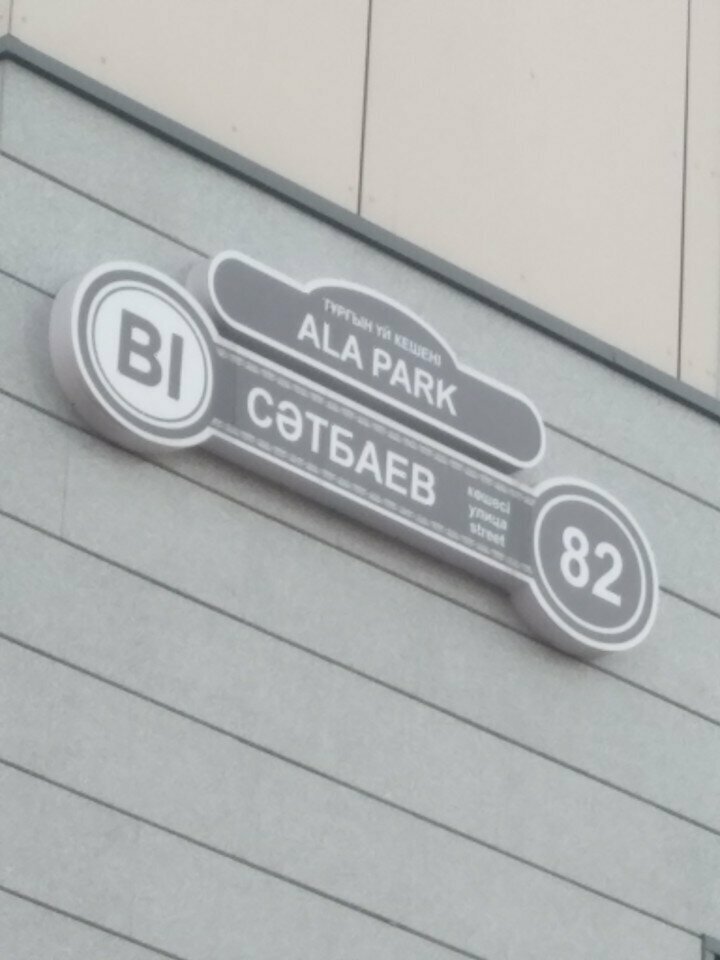 BI
ТҰРҒЫН ҮЙ КЕШЕНІ
ALA PARK
СӘТБАЕВ
көшесі
улица
street
82